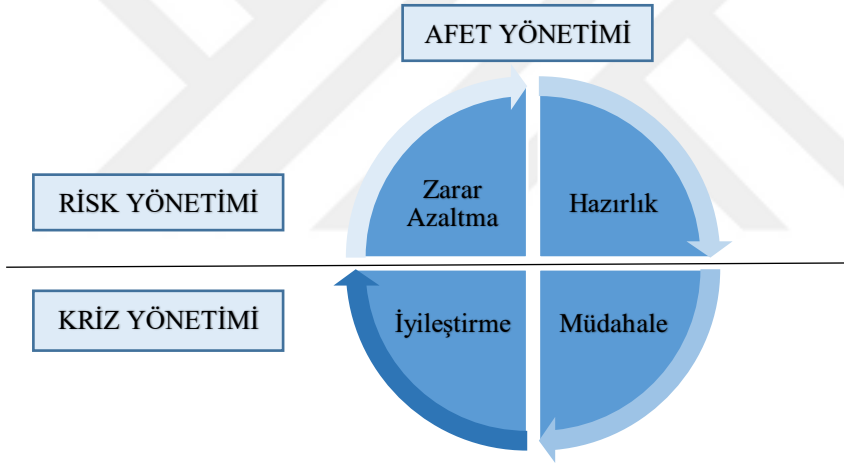 AFET YÖNETİMİ
RİSK YÖNETİMİ
Zarar
Azaltma
Hazırlık
KRİZ YÖNETİMİ
İyileştirme
Müdahale